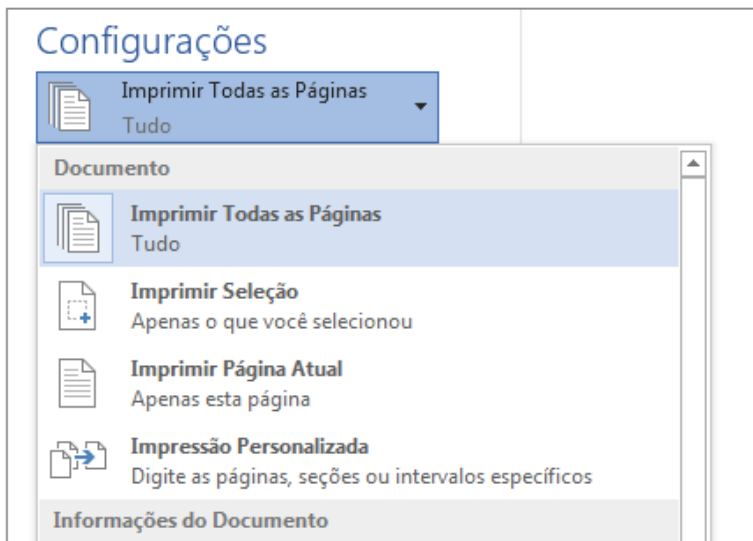 Configurações
Imprimir Todas as Páginas
Tudo
Documento
Imprimir Todas as Páginas
Tudo
Imprimir Seleção
Apenas o que você selecionou
Imprimir Página Atual
Apenas esta página
Impressão Personalizada
Digite as páginas, seções ou intervalos específicos
Informações do Documento